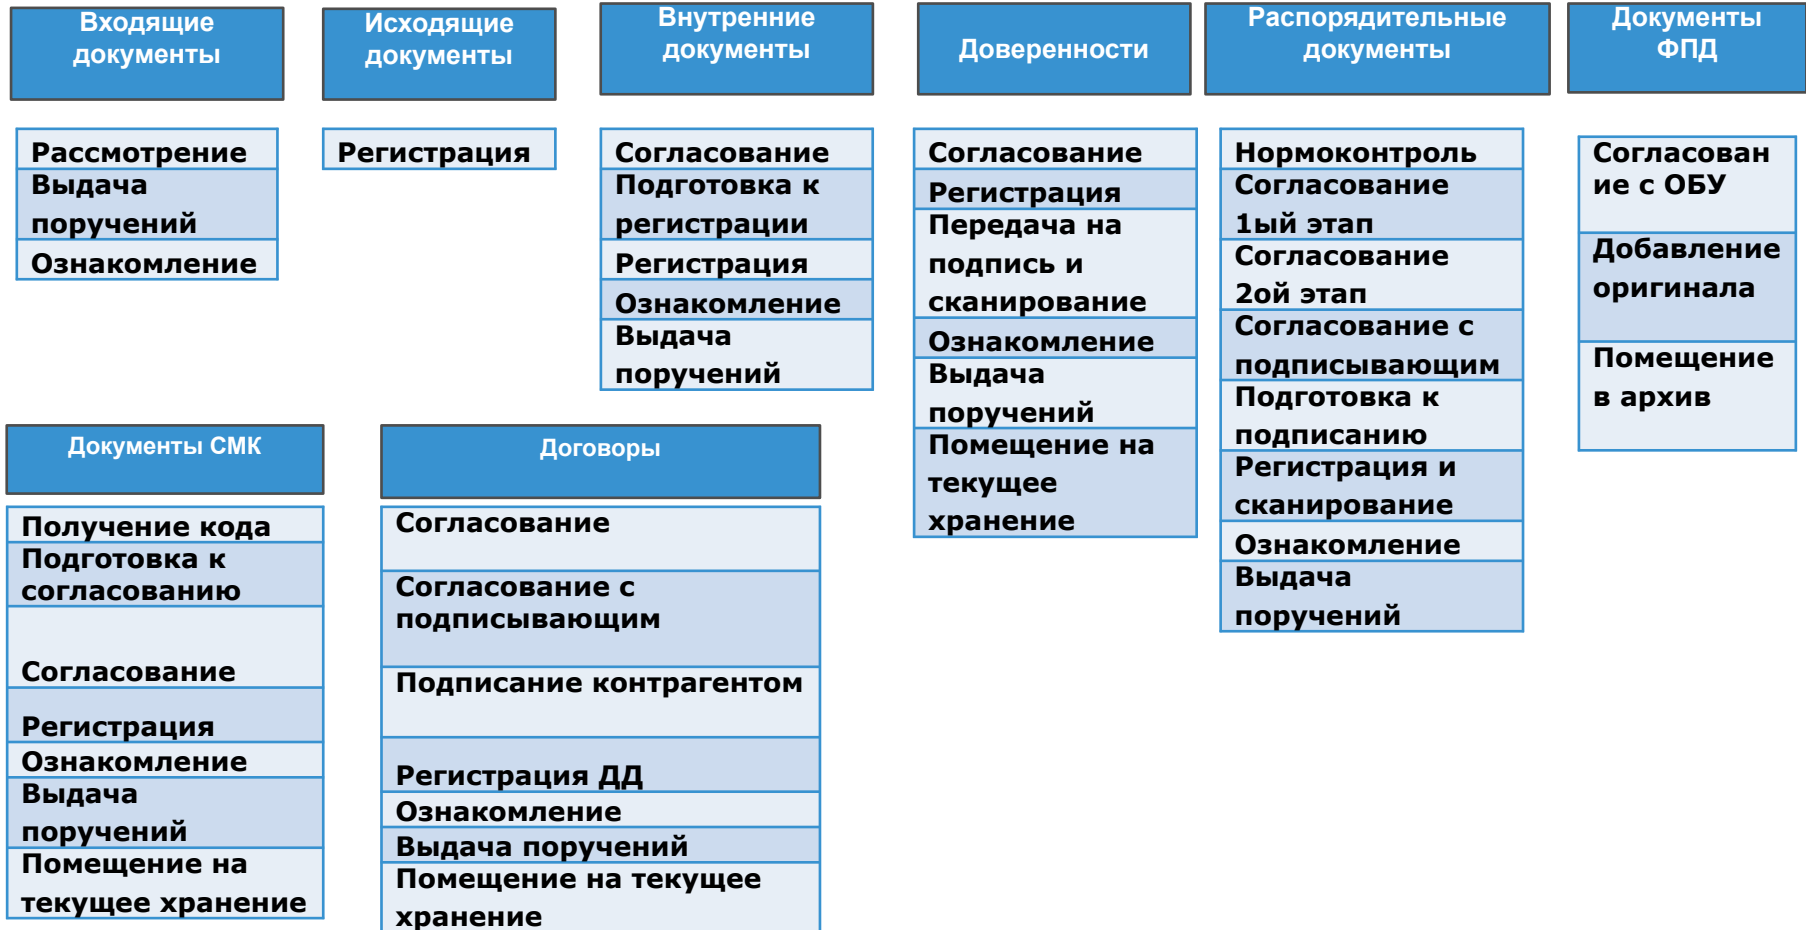 Входящие
документы
Исходящие
документы
Внутренние
документы
Доверенности
Распорядительные
документы
Документы
ФПД
Рассмотрение
Выдача
поручений
Ознакомление
Регистрация
Согласование
Подготовка к
регистрации
Регистрация
Ознакомление
Выдача
поручений
Согласование
Регистрация
Передача на
подпись и
сканирование
Ознакомление
Выдача
поручений
Помещение на
текущее
хранение
Нормоконтроль
Согласование
1ый этап
Согласование
2ой этап
Согласование с
подписывающим
Подготовка к
подписанию
Регистрация и
сканирование
Ознакомление
Выдача
поручений
Согласован
ие с ОБУ
Добавление
оригинала
Помещение
в архив
Документы СМК
Получение кода
Подготовка к
согласованию
Согласование
Регистрация
Ознакомление
Выдача
поручений
Помещение на
текущее хранение
Договоры
Согласование
Согласование с
подписывающим
Подписание контрагентом
Регистрация ДД
Ознакомление
Выдача поручений
Помещение на текущее
хранение